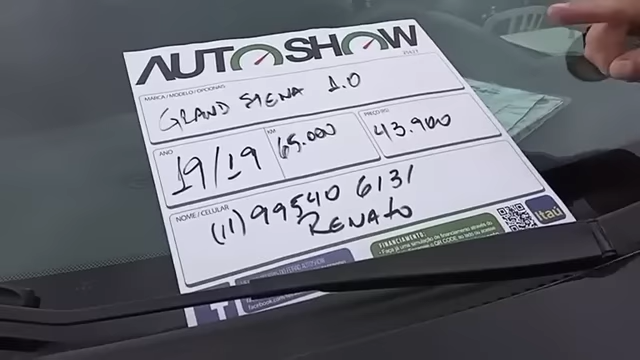 AUTOSHOW
MARCA / MODELO / OPCIONAIS
GRAND SIENA 1.0
ANO
19/19
KM
65.000
PREÇO R$
43.900
NOME / CELULAR
(11) 99540 6131
RENATO
FINANCIAMENTO:
Itaú